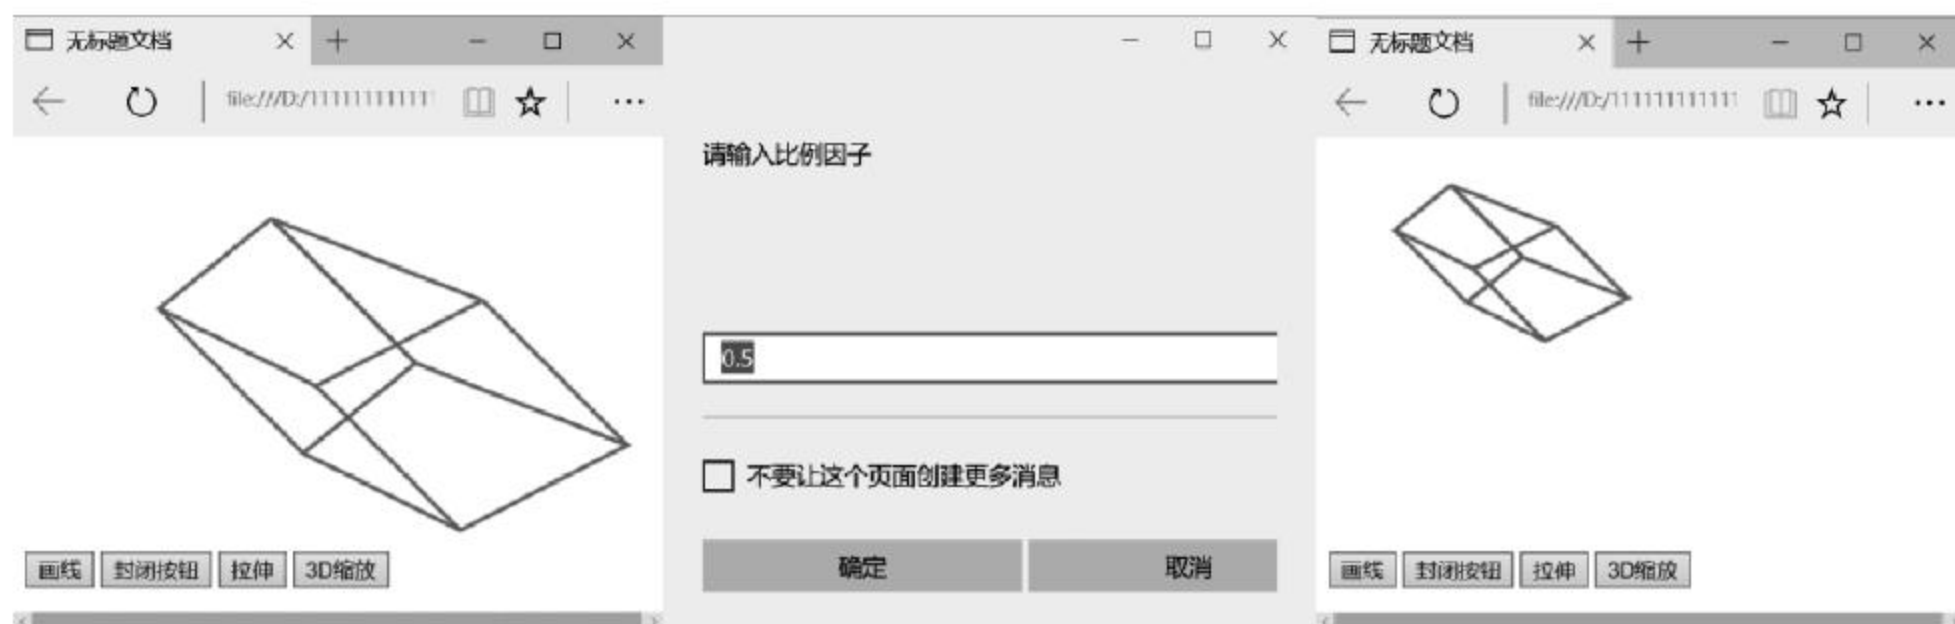 无标题文档
file:///D:/111111111111
请输入比例因子
0.5
不要让这个页面创建更多消息
确定 取消
画线 封闭按钮 拉伸 3D缩放
无标题文档
file:///D:/111111111111
画线 封闭按钮 拉伸 3D缩放